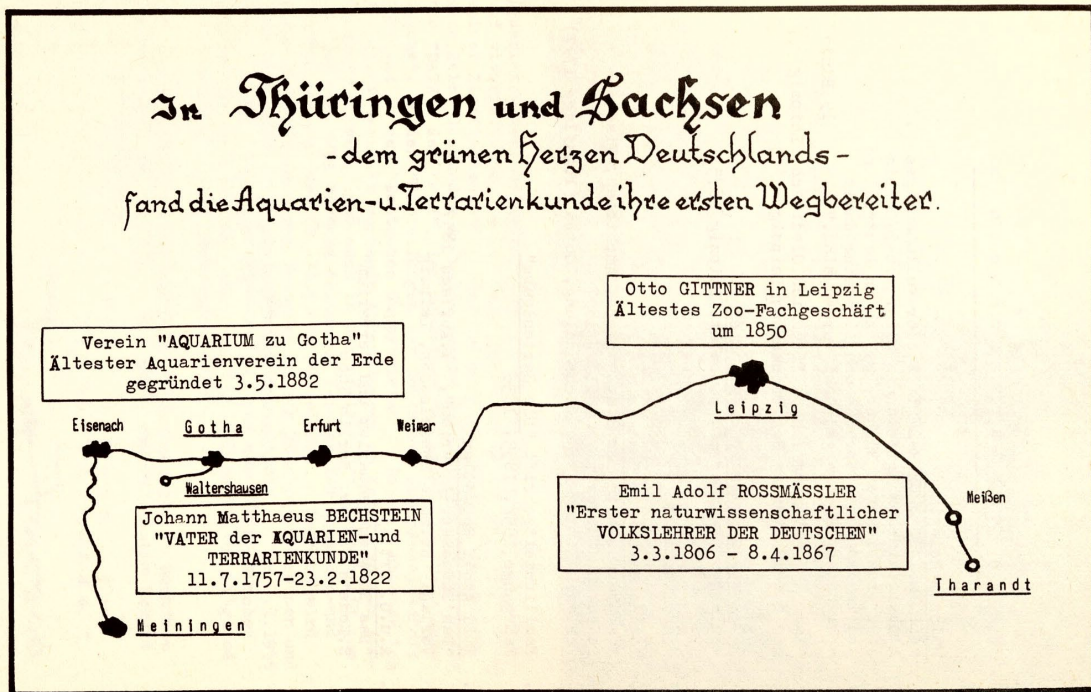 In Thüringen und Sachsen
-dem grünen Herzen Deutschlands-
fand die Aquarien-u.Terrarienkunde ihre ersten Wegbereiter.
Otto GITTNER in Leipzig
Ältestes Zoo-Fachgeschäft
um 1850
Verein "AQUARIUM zu Gotha"
Ältester Aquarienverein der Erde
gegründet 3.5.1882
Leipzig
Eisenach
Gotha
Erfurt
Weimar
Waltershausen
Johann Matthaeus BECHSTEIN
"VATER der AQUARIEN-und
TERRARIENKUNDE"
11.7.1757-23.2.1822
Emil Adolf ROSSMÄSSLER
"Erster naturwissenschaftlicher
VOLKSLEHRER DER DEUTSCHEN"
3.3.1806 - 8.4.1867
Meißen
Tharandt
Meiningen